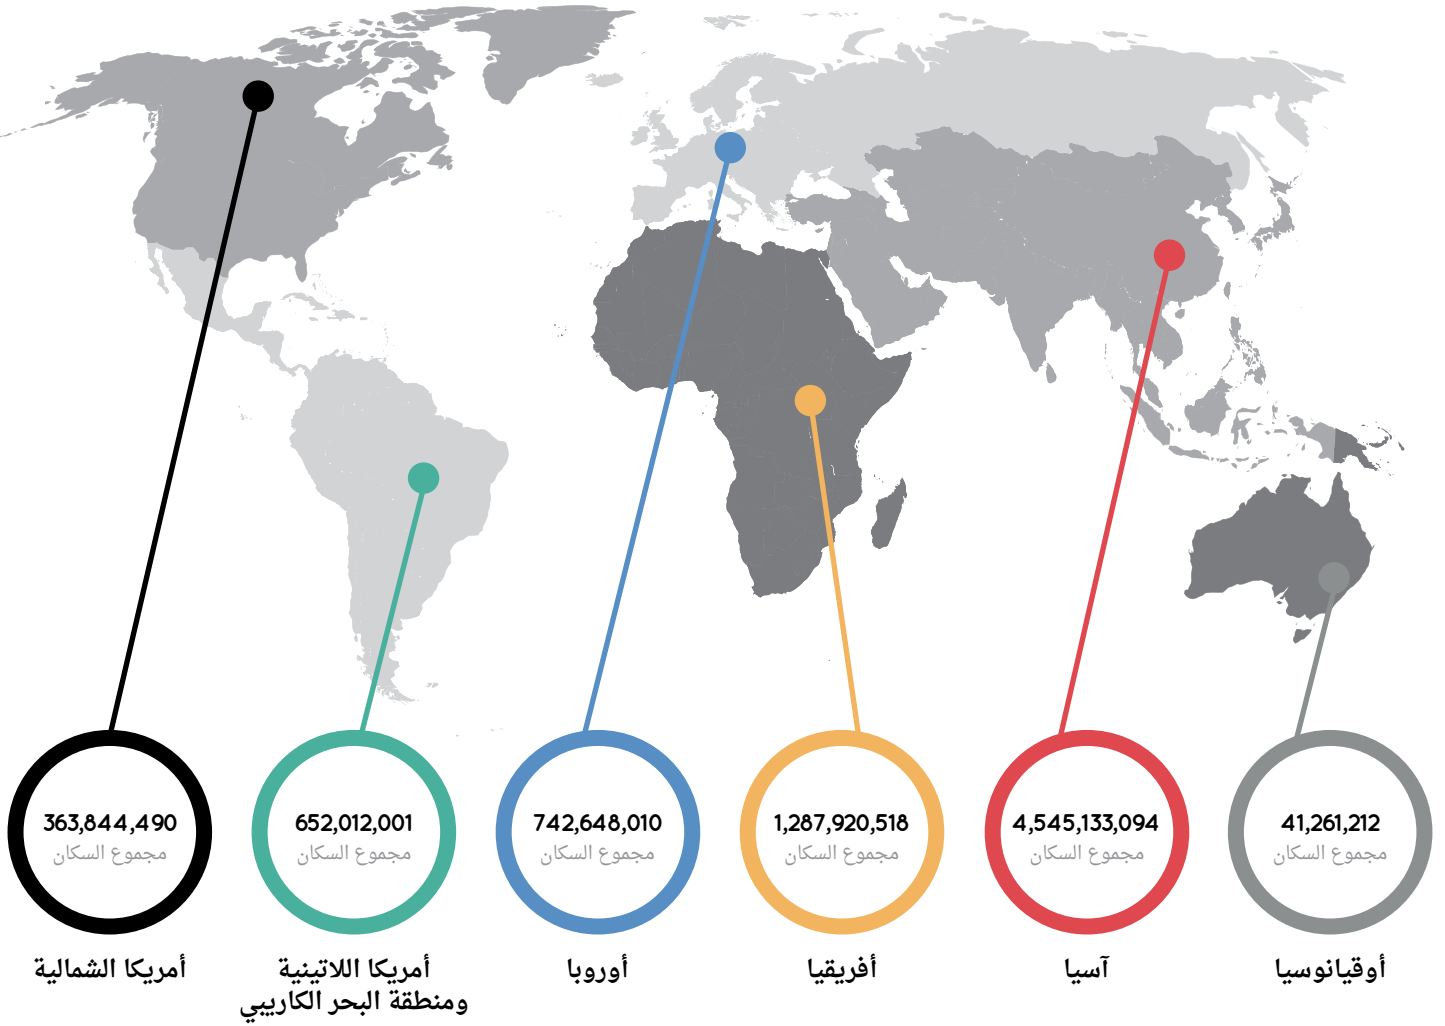 363,844,490
مجموع السكان
أمريكا الشمالية
652,012,001
مجموع السكان
أمريكا اللاتينية
ومنطقة البحر الكاريبي
742,648,010
مجموع السكان
أوروبا
1,287,920,518
مجموع السكان
أفريقيا
4,545,133,094
مجموع السكان
آسيا
41,261,212
مجموع السكان
أوقيانوسيا